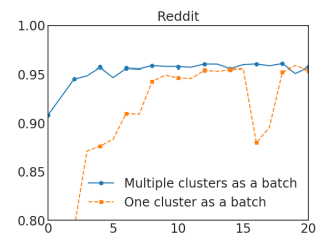 Reddit
1.00
0.95
0.90
0.85
0.80
Multiple clusters as a batch
One cluster as a batch
0 5 10 15 20